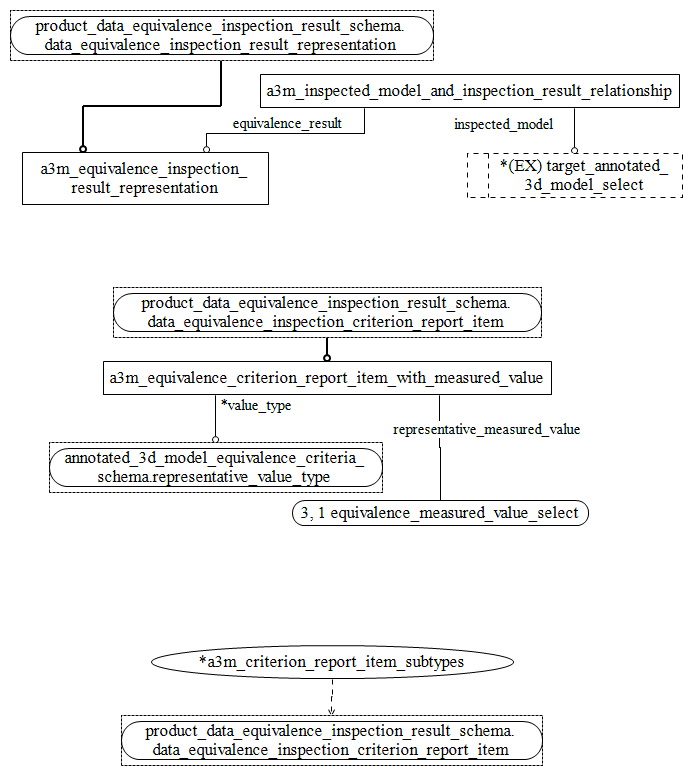 product_data_equivalence_inspection_result_schema.
data_equivalence_inspection_result_representation
a3m_inspected_model_and_inspection_result_relationship
equivalence_result
inspected_model
a3m_equivalence_inspection_
result_representation
*(EX) target_annotated_
3d_model_select
product_data_equivalence_inspection_result_schema.
data_equivalence_inspection_criterion_report_item
a3m_equivalence_criterion_report_item_with_measured_value
*value_type
representative_measured_value
annotated_3d_model_equivalence_criteria_
schema.representative_value_type
3, 1 equivalence_measured_value_select
*a3m_criterion_report_item_subtypes
product_data_equivalence_inspection_result_schema.
data_equivalence_inspection_criterion_report_item